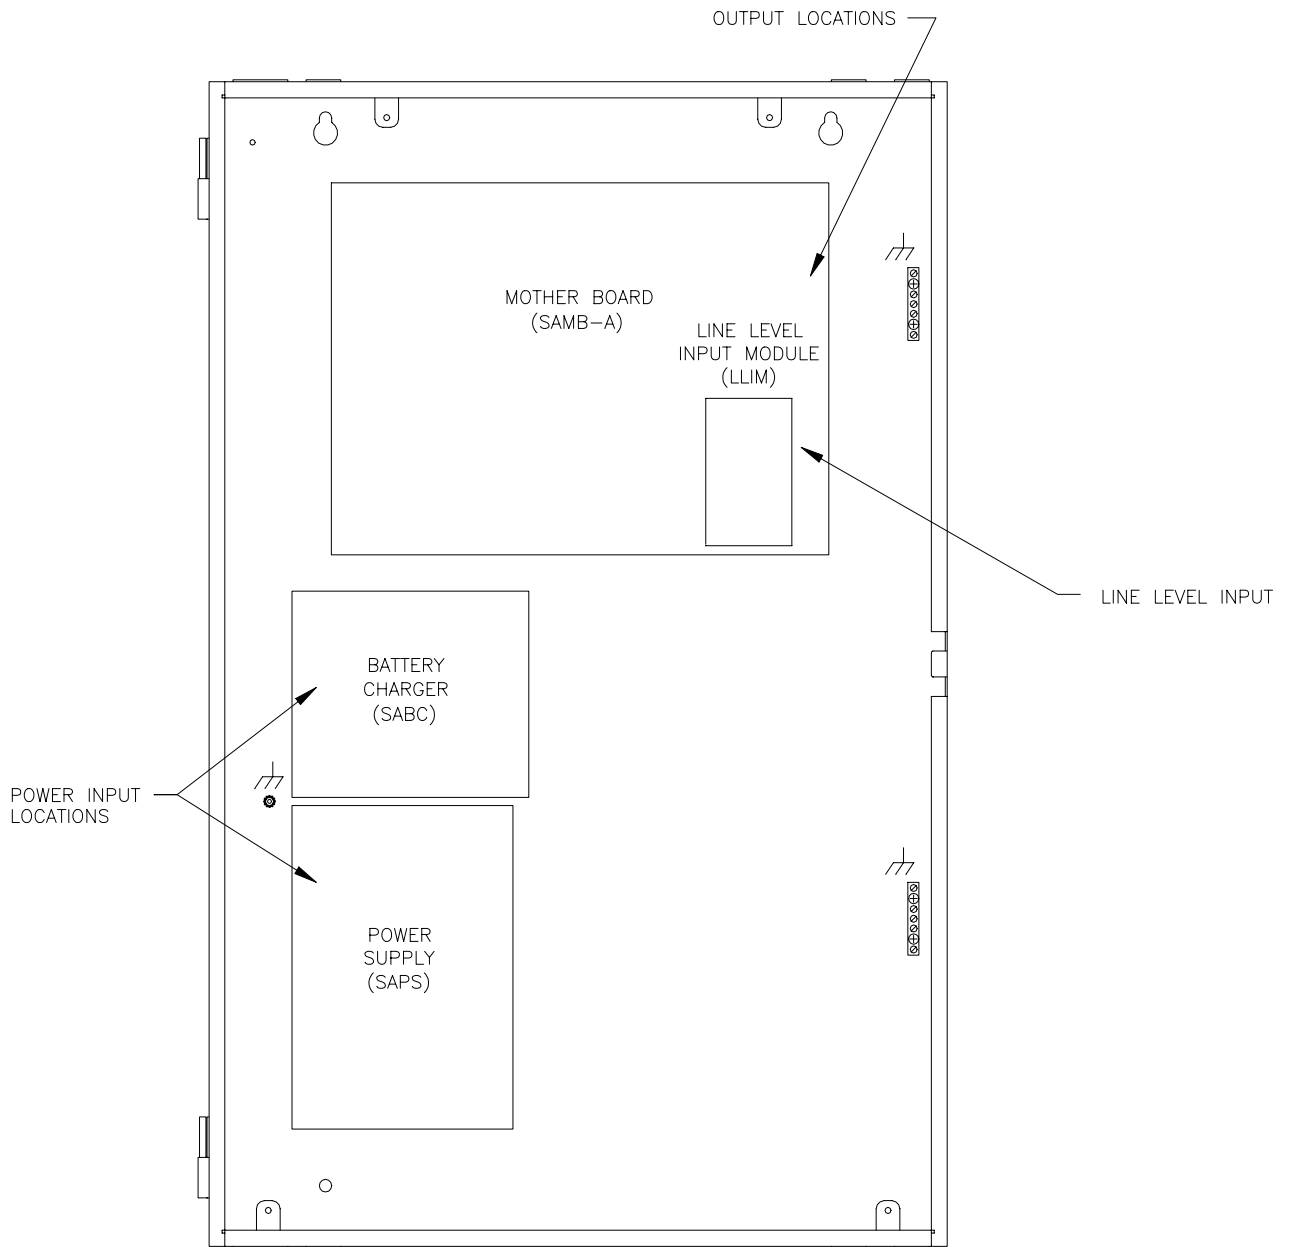 OUTPUT LOCATIONS
MOTHER BOARD
(SAMB-A)
LINE LEVEL
INPUT MODULE
(LLIM)
LINE LEVEL INPUT
BATTERY
CHARGER
(SABC)
POWER INPUT
LOCATIONS
POWER
SUPPLY
(SAPS)